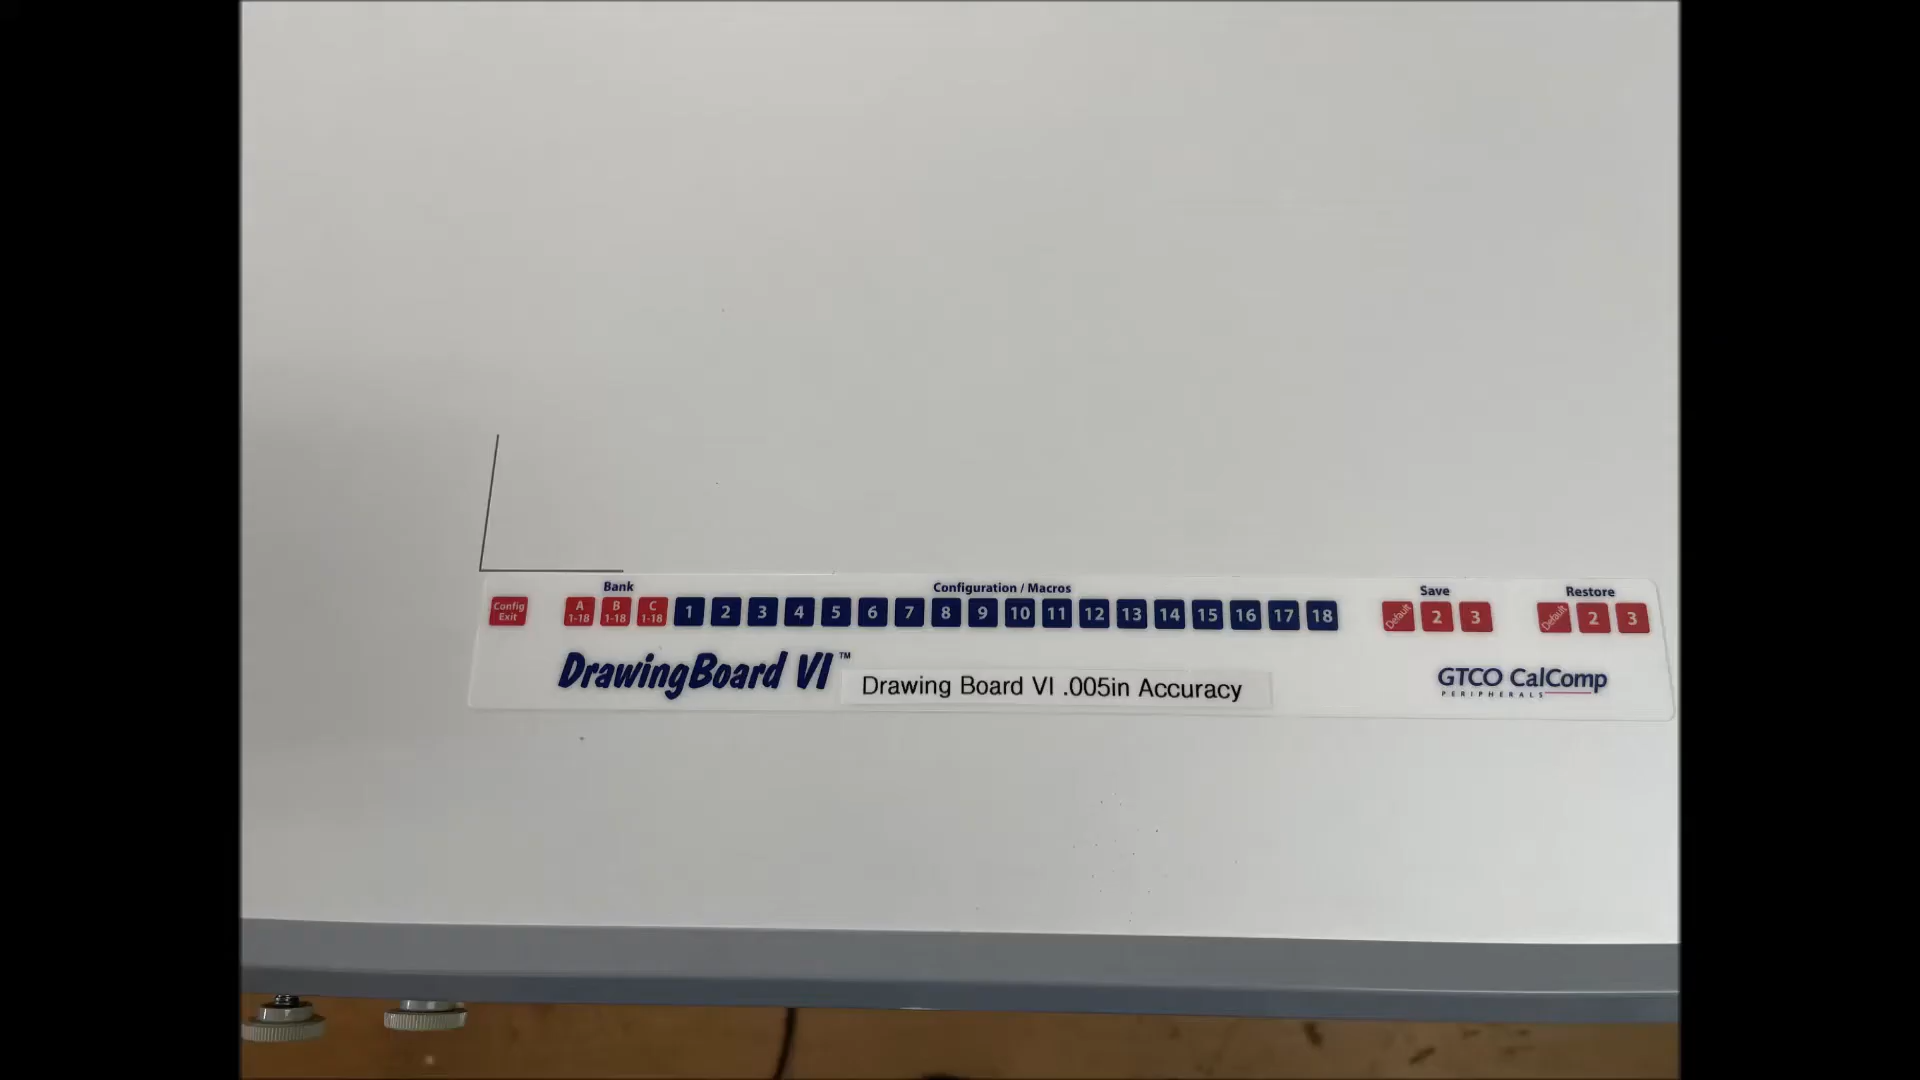 Bank Configuration / Macros Save Restore
Config Exit A 1-18 B 1-18 C 1-18 1 2 3 4 5 6 7 8 9 10 11 12 13 14 15 16 17 18 Default 2 3 Default 2 3
DrawingBoard VI™ Drawing Board VI .005in Accuracy GTCO CalComp
PERIPHERALS